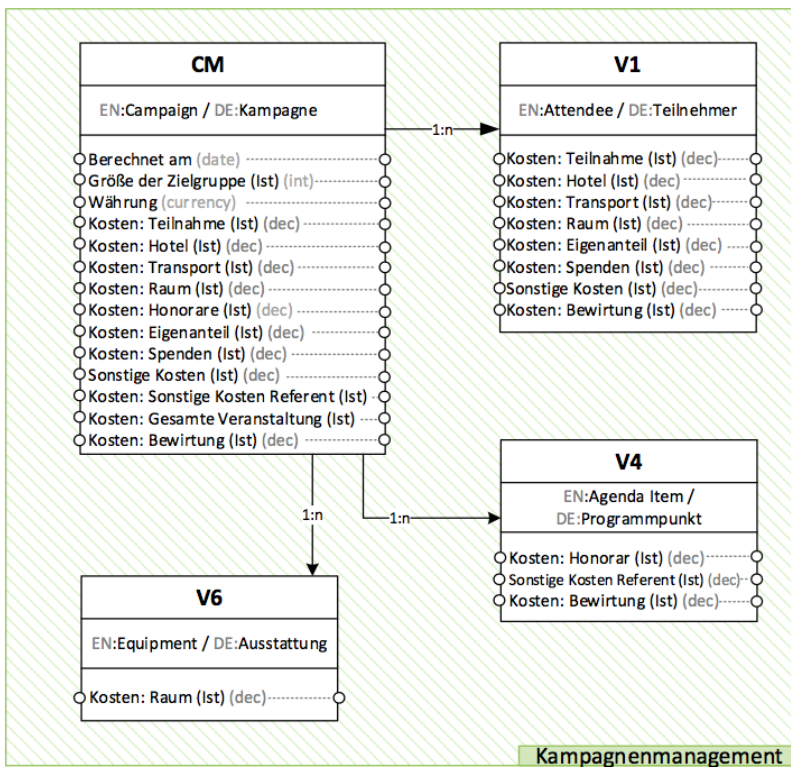 CM
EN:Campaign / DE:Kampagne
Berechnet am (date)
Größe der Zielgruppe (Ist) (int)
Währung (currency)
Kosten: Teilnahme (Ist) (dec)
Kosten: Hotel (Ist) (dec)
Kosten: Transport (Ist) (dec)
Kosten: Raum (Ist) (dec)
Kosten: Honorare (Ist) (dec)
Kosten: Eigenanteil (Ist) (dec)
Kosten: Spenden (Ist) (dec)
Sonstige Kosten (Ist) (dec)
Kosten: Sonstige Kosten Referent (Ist)
Kosten: Gesamte Veranstaltung (Ist)
Kosten: Bewirtung (Ist) (dec)
1:n
V1
EN:Attendee / DE:Teilnehmer
Kosten: Teilnahme (Ist) (dec)
Kosten: Hotel (Ist) (dec)
Kosten: Transport (Ist) (dec)
Kosten: Raum (Ist) (dec)
Kosten: Eigenanteil (Ist) (dec)
Kosten: Spenden (Ist) (dec)
Sonstige Kosten (Ist) (dec)
Kosten: Bewirtung (Ist) (dec)
1:n
1:n
V4
EN:Agenda Item /
DE:Programmpunkt
Kosten: Honorar (Ist) (dec)
Sonstige Kosten Referent (Ist) (dec)
Kosten: Bewirtung (Ist) (dec)
V6
EN:Equipment / DE:Ausstattung
Kosten: Raum (Ist) (dec)
Kampagnenmanagement